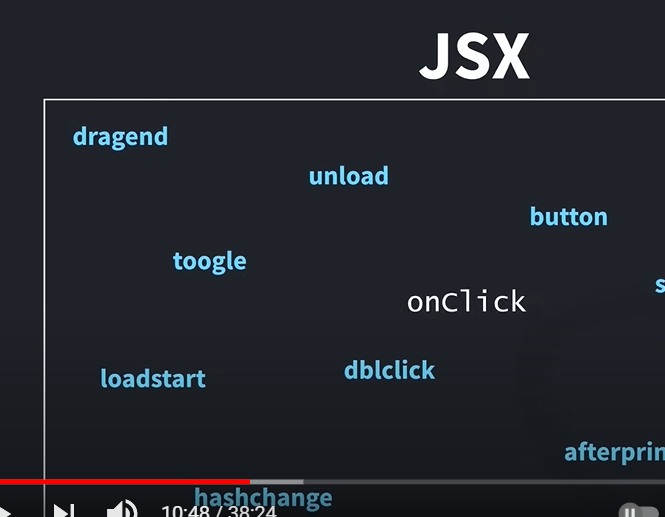 JSX
dragend
unload
button
toogle
s
onClick
loadstart
dblclick
afterprin
hashchange
10:48 / 38:24